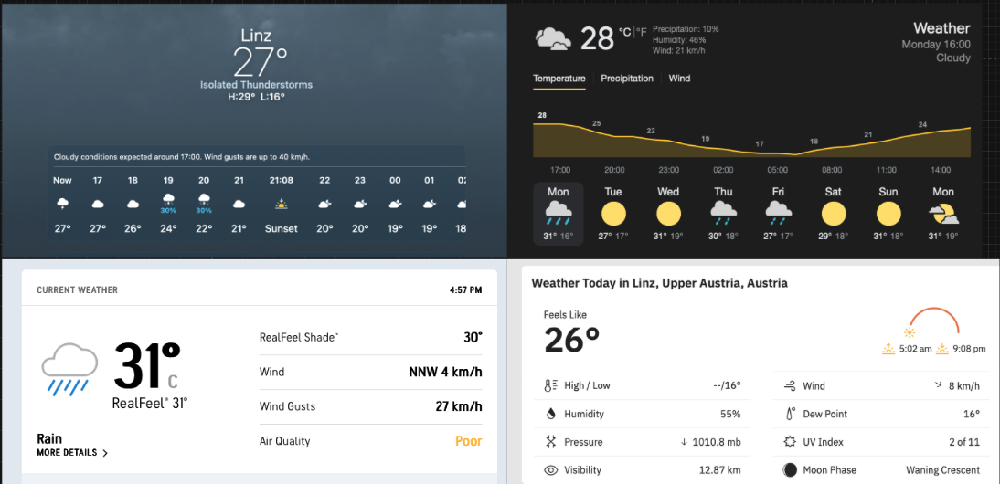 Linz
27°
Isolated Thunderstorms
H:29° L:16°
Cloudy conditions expected around 17:00. Wind gusts are up to 40 km/h.
Now 17 18 19 20 21 21:08 22 23 00 01
30% 30%
27° 27° 26° 24° 22° 21° Sunset 20° 20° 19° 19° 18
28 °C | °F
Precipitation: 10%
Humidity: 46%
Wind: 21 km/h
Weather
Monday 16:00
Cloudy
Temperature Precipitation Wind
28 25 22 19 17 18 21 24
17:00 20:00 23:00 02:00 05:00 08:00 11:00 14:00
Mon Tue Wed Thu Fri Sat Sun Mon
31° 16° 27° 17° 31° 19° 30° 18° 27° 17° 29° 18° 31° 18° 31° 19°
CURRENT WEATHER 4:57 PM
31° C
RealFeel® 31°
Rain
MORE DETAILS >
RealFeel Shade™ 30°
Wind NNW 4 km/h
Wind Gusts 27 km/h
Air Quality Poor
Weather Today in Linz, Upper Austria, Austria
Feels Like
26°
5:02 am 9:08 pm
High / Low --/16°
Humidity 55%
Pressure ↓ 1010.8 mb
Visibility 12.87 km
Wind 8 km/h
Dew Point 16°
UV Index 2 of 11
Moon Phase Waning Crescent